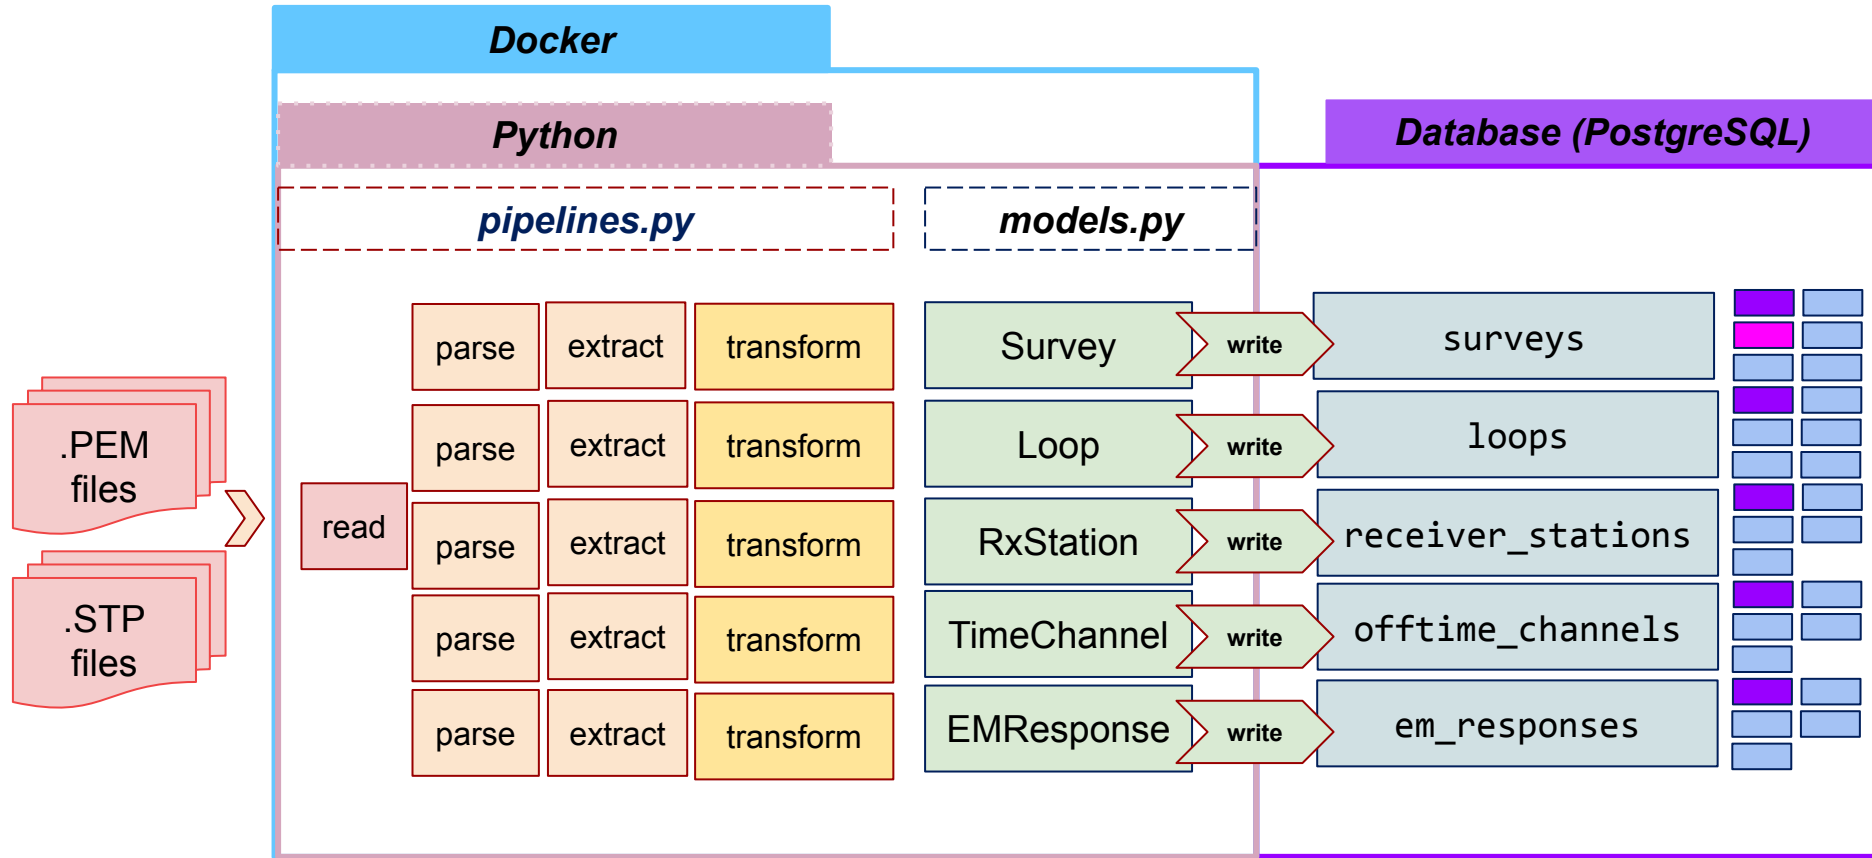 Docker
Python
Database (PostgreSQL)
pipelines.py
models.py
.PEM
files
.STP
files
read
parse
extract
transform
Survey
write
surveys
parse
extract
transform
Loop
write
loops
parse
extract
transform
RxStation
write
receiver_stations
parse
extract
transform
TimeChannel
write
offtime_channels
parse
extract
transform
EMResponse
write
em_responses